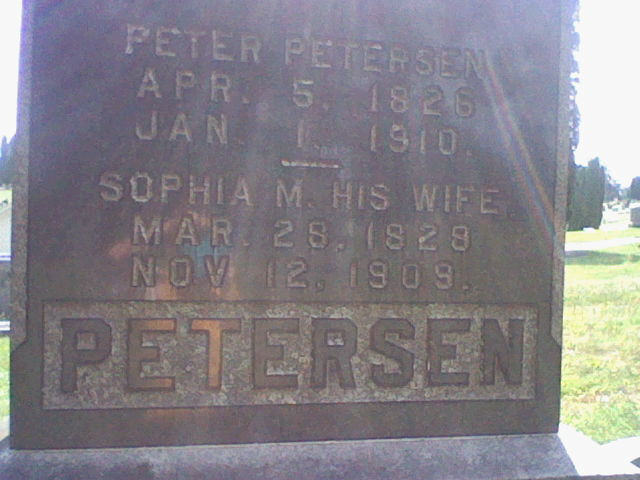 PETER PETERSEN
APR. 5. 1826
JAN. 1. 1910.
SOPHIA M. HIS WIFE.
MAR. 28. 1828
NOV 12. 1909.
PETERSEN